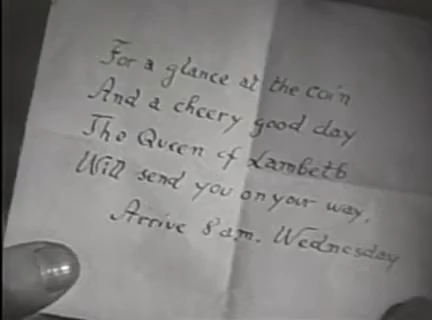 For a glance at the coin
And a cheery good day
The Queen of Lambeth
Will send you on your way.
Arrive 8 am. Wednesday